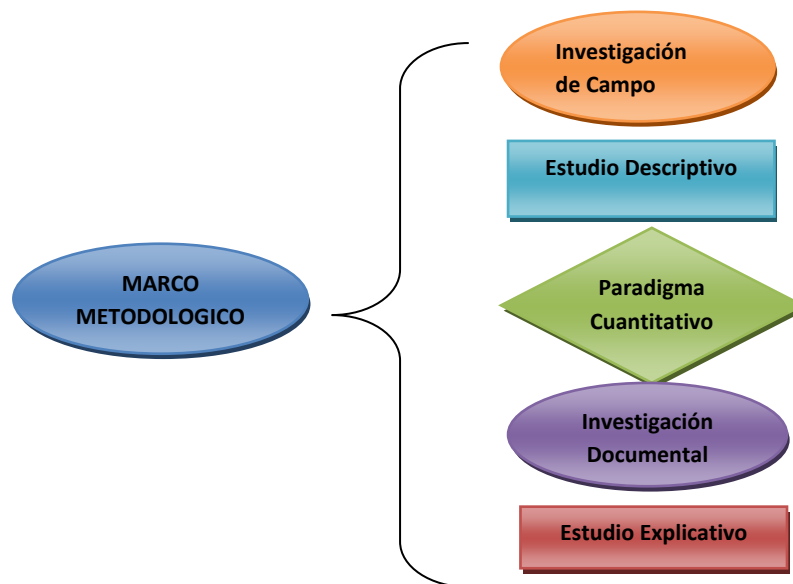 MARCO
METODOLOGICO
Investigación
de Campo
Estudio Descriptivo
Paradigma
Cuantitativo
Investigación
Documental
Estudio Explicativo